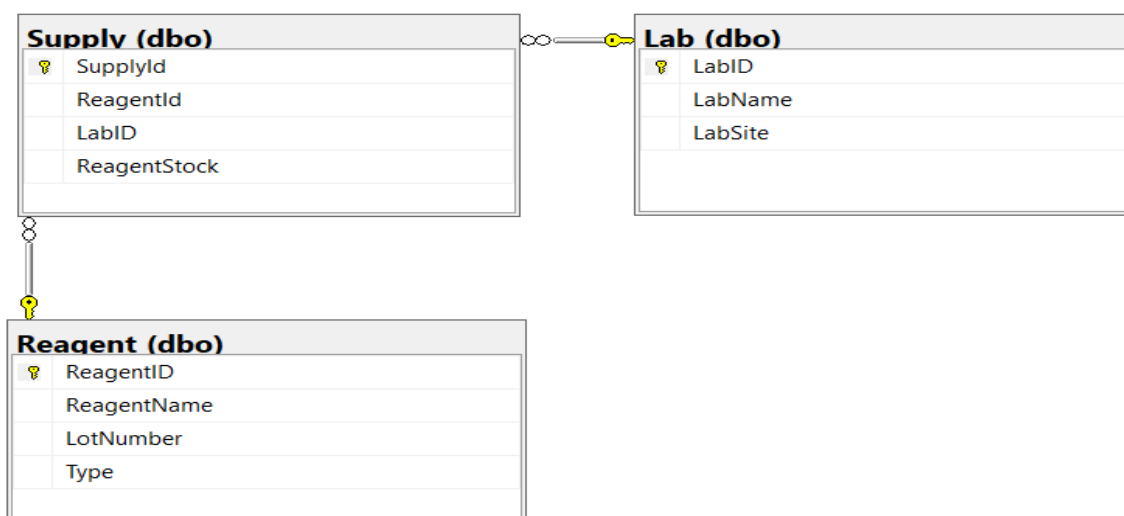 Supply (dbo)
SupplyId
ReagentId
LabID
ReagentStock
Lab (dbo)
LabID
LabName
LabSite
Reagent (dbo)
ReagentID
ReagentName
LotNumber
Type